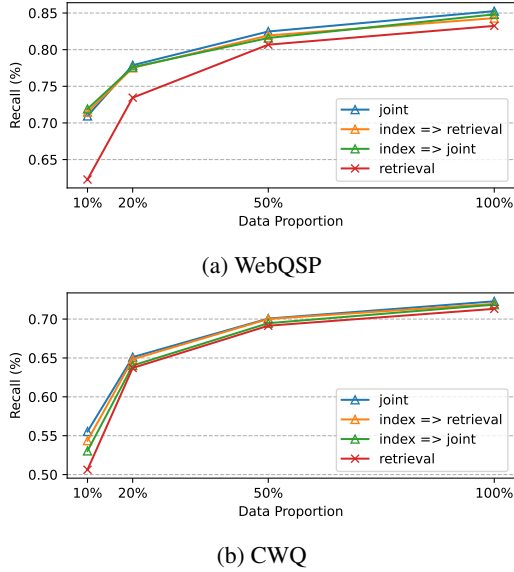 0.85
0.80
0.75
0.70
0.65
Recall (%)
joint
index => retrieval
index => joint
retrieval
10%
20%
50%
100%
Data Proportion
(a) WebQSP
0.70
0.65
0.60
0.55
0.50
Recall (%)
joint
index => retrieval
index => joint
retrieval
10%
20%
50%
100%
Data Proportion
(b) CWQ